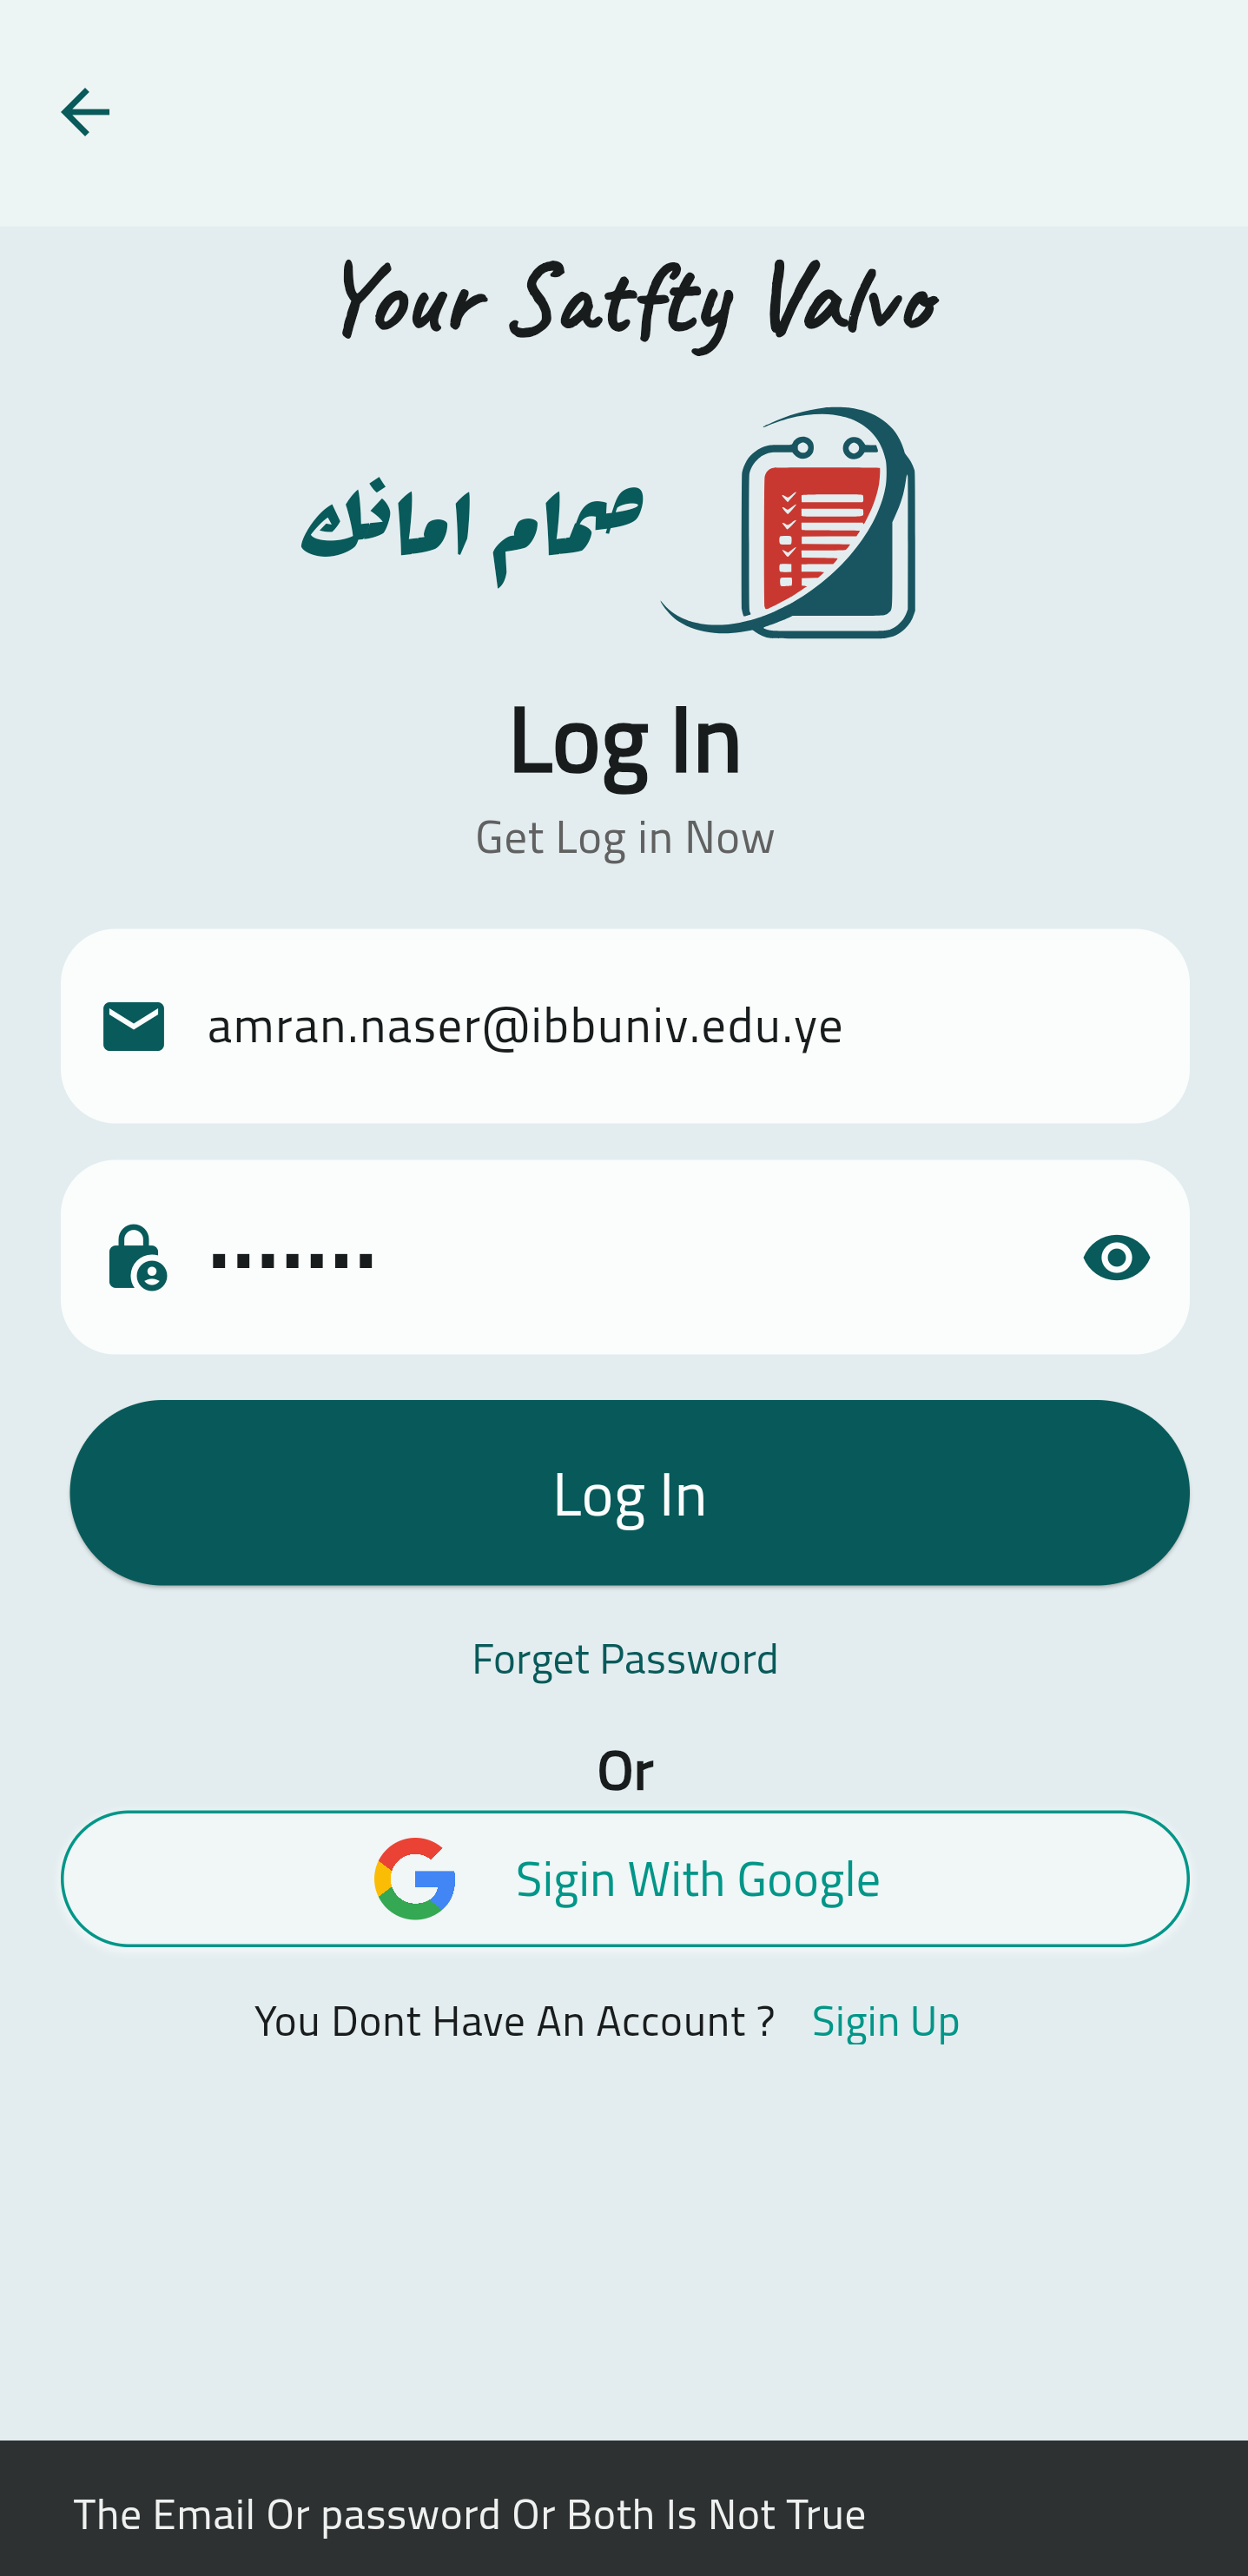 Your Satfty Valvo
صمام امانك
Log In
Get Log in Now
amran.naser@ibbuniv.edu.ye
Log In
Forget Password
Or
Sigin With Google
You Dont Have An Account ? Sigin Up
The Email Or password Or Both Is Not True